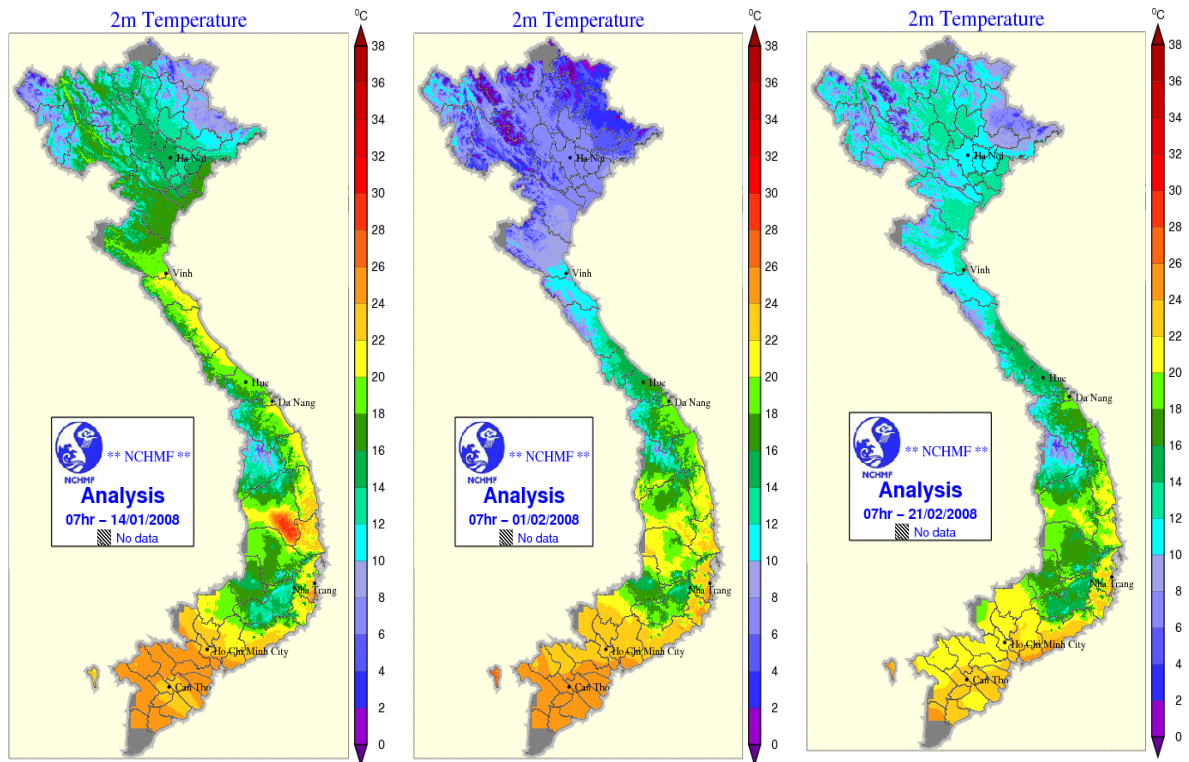 2m Temperature
⁰C
38
36
34
32
30
28
26
24
22
20
18
16
14
12
10
8
6
4
2
0
Ha Noi
Vinh
Hue
Da Nang
Nha Trang
Ho Chi Minh City
Can Tho
** NCHMF **
NCHMF
Analysis
07hr – 14/01/2008
No data
2m Temperature
⁰C
38
36
34
32
30
28
26
24
22
20
18
16
14
12
10
8
6
4
2
0
Ha Noi
Vinh
Hue
Da Nang
Nha Trang
Ho Chi Minh City
Can Tho
** NCHMF **
NCHMF
Analysis
07hr – 01/02/2008
No data
2m Temperature
⁰C
38
36
34
32
30
28
26
24
22
20
18
16
14
12
10
8
6
4
2
0
Ha Noi
Vinh
Hue
Da Nang
Nha Trang
Ho Chi Minh City
Can Tho
** NCHMF **
NCHMF
Analysis
07hr – 21/02/2008
No data